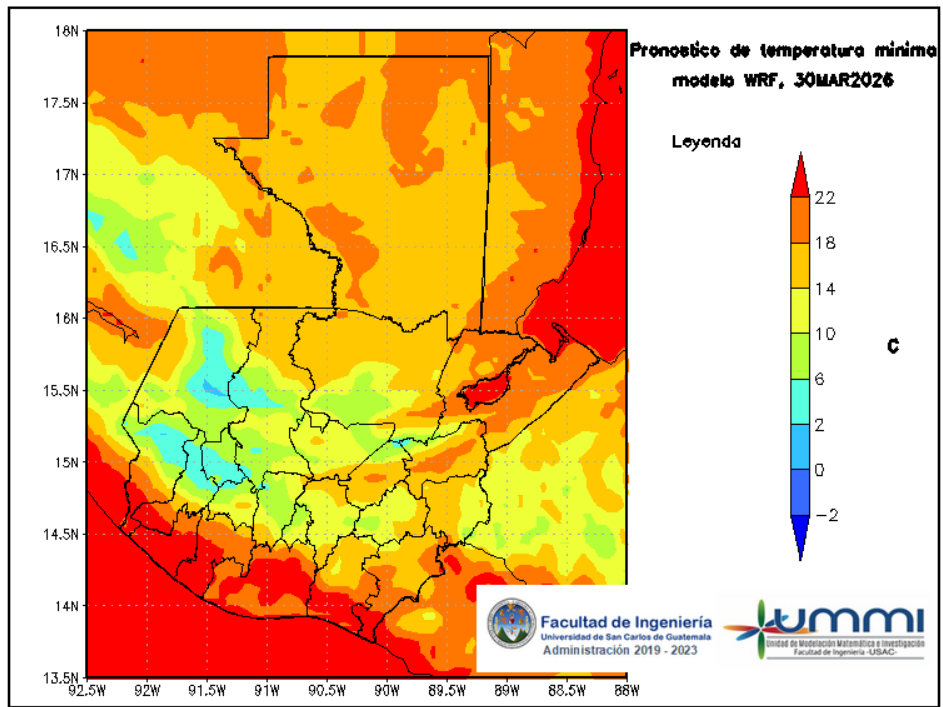 Pronostico de temperatura minima
modelo WRF, 30MAR2026
Leyenda
22
18
14
10
6
2
0
-2
C
18N
17.5N
17N
16.5N
16N
15.5N
15N
14.5N
14N
13.5N
92.5W 92W 91.5W 91W 90.5W 90W 89.5W 89W 88.5W 88W
Facultad de Ingeniería
Universidad de San Carlos de Guatemala
Administración 2019 - 2023
ummi
Unidad de Modelación Matemática e Investigación
Facultad de Ingeniería -USAC-